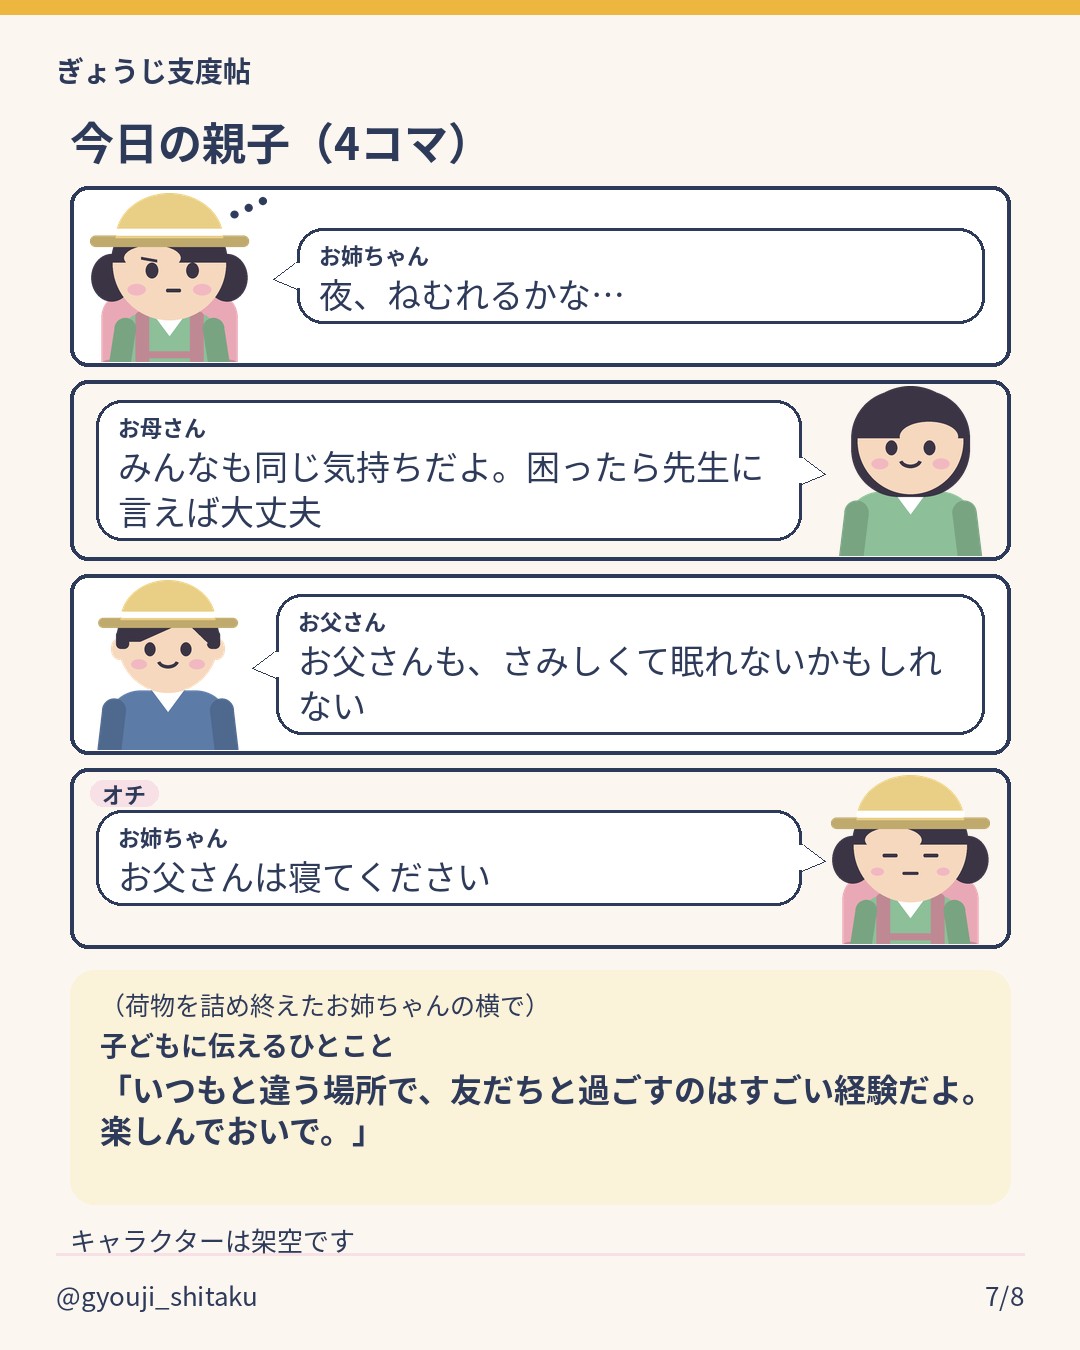 ぎょうじ支度帖
今日の親子（4コマ）
お姉ちゃん
夜、ねむれるかな…
お母さん
みんなも同じ気持ちだよ。困ったら先生に
言えば大丈夫
お父さん
お父さんも、さみしくて眠れないかもしれ
ない
オチ
お姉ちゃん
お父さんは寝てください
（荷物を詰め終えたお姉ちゃんの横で）
子どもに伝えるひとこと
「いつもと違う場所で、友だちと過ごすのはすごい経験だよ。
楽しんでおいで。」
キャラクターは架空です
@gyouji_shitaku
7/8